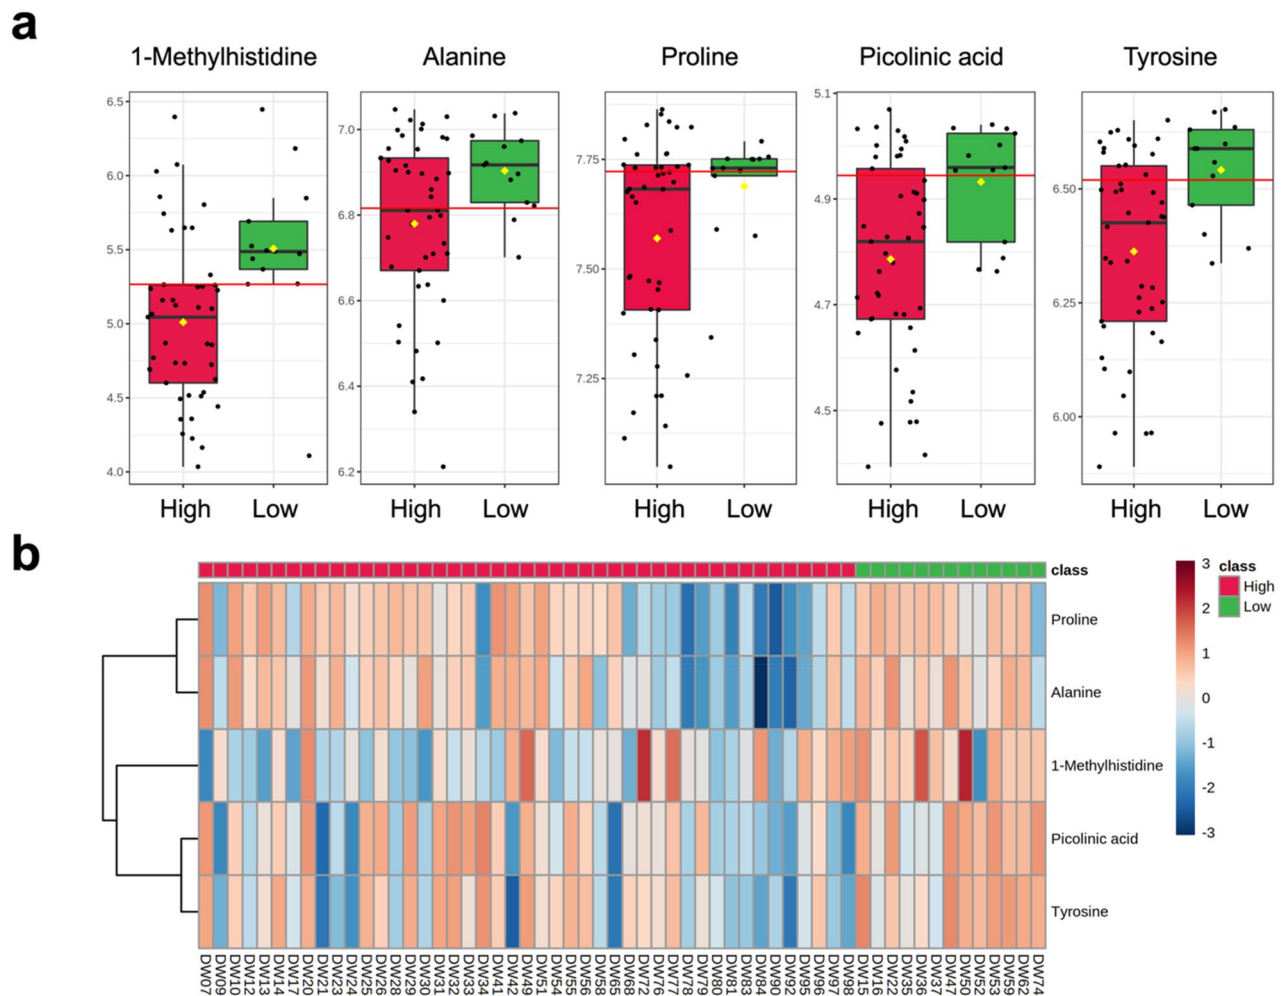 a
1-Methylhistidine
Alanine
Proline
Picolinic acid
Tyrosine
6.5
6.0
5.5
5.0
4.5
4.0
7.0
6.8
6.6
6.4
6.2
7.75
7.50
7.25
5.1
4.9
4.7
4.5
6.50
6.25
6.00
High Low
High Low
High Low
High Low
High Low
b
class
Proline
Alanine
1-Methylhistidine
Picolinic acid
Tyrosine
3
2
1
0
-1
-2
-3
class
High
Low
DW07
DW09
DW10
DW12
DW13
DW14
DW17
DW20
DW21
DW23
DW24
DW25
DW26
DW28
DW29
DW30
DW31
DW32
DW33
DW34
DW41
DW42
DW49
DW51
DW54
DW55
DW56
DW58
DW65
DW68
DW72
DW76
DW77
DW78
DW79
DW80
DW81
DW83
DW84
DW90
DW92
DW95
DW96
DW97
DW98
DW15
DW16
DW22
DW35
DW36
DW37
DW47
DW50
DW52
DW53
DW59
DW62
DW74